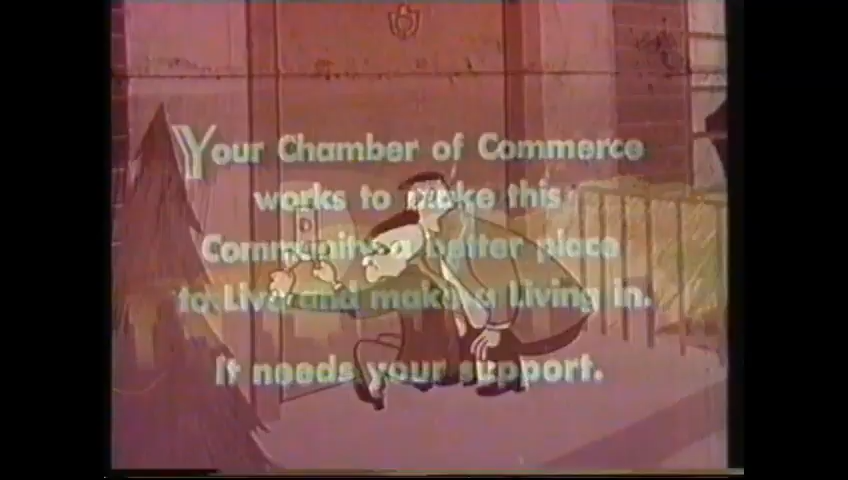 Your Chamber of Commerce
works to make this
Community a better place
to Live and make a Living in.
It needs your support.